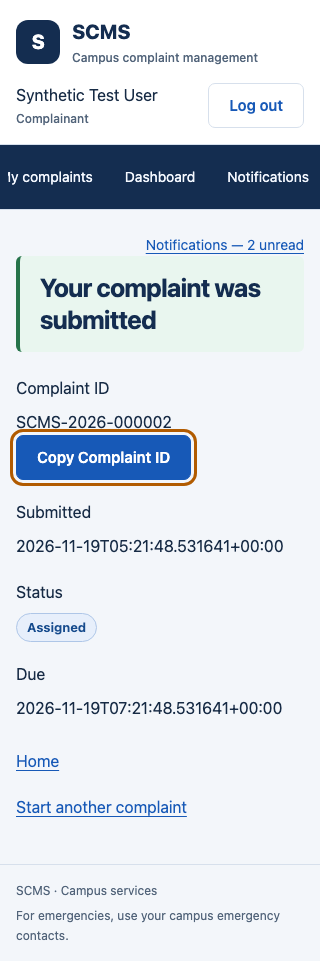 S
SCMS
Campus complaint management
Synthetic Test User
Complainant
Log out
complaints
Dashboard
Notifications
Notifications — 2 unread
Your complaint was
submitted
Complaint ID
SCMS-2026-000002
Copy Complaint ID
Submitted
2026-11-19T05:21:48.531641+00:00
Status
Assigned
Due
2026-11-19T07:21:48.531641+00:00
Home
Start another complaint
SCMS · Campus services
For emergencies, use your campus emergency
contacts.